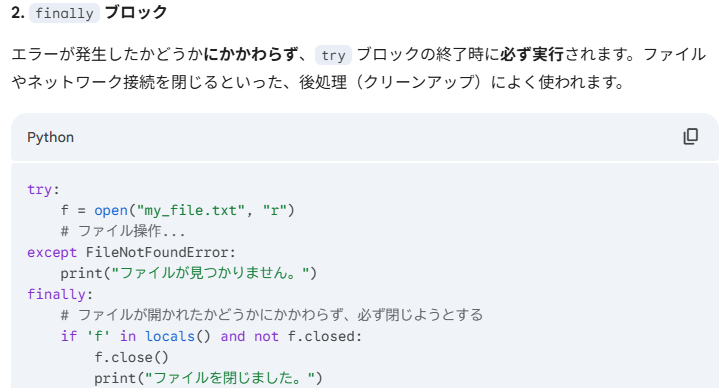 2. finally ブロック
エラーが発生したかどうかにかかわらず、 try ブロックの終了時に必ず実行されます。ファイル
やネットワーク接続を閉じるといった、後処理（クリーンアップ）によく使われます。
Python
try:
    f = open("my_file.txt", "r")
    # ファイル操作...
except FileNotFoundError:
    print("ファイルが見つかりません。")
finally:
    # ファイルが開かれたかどうかにかかわらず、必ず閉じようとする
    if 'f' in locals() and not f.closed:
        f.close()
        print("ファイルを閉じました。")